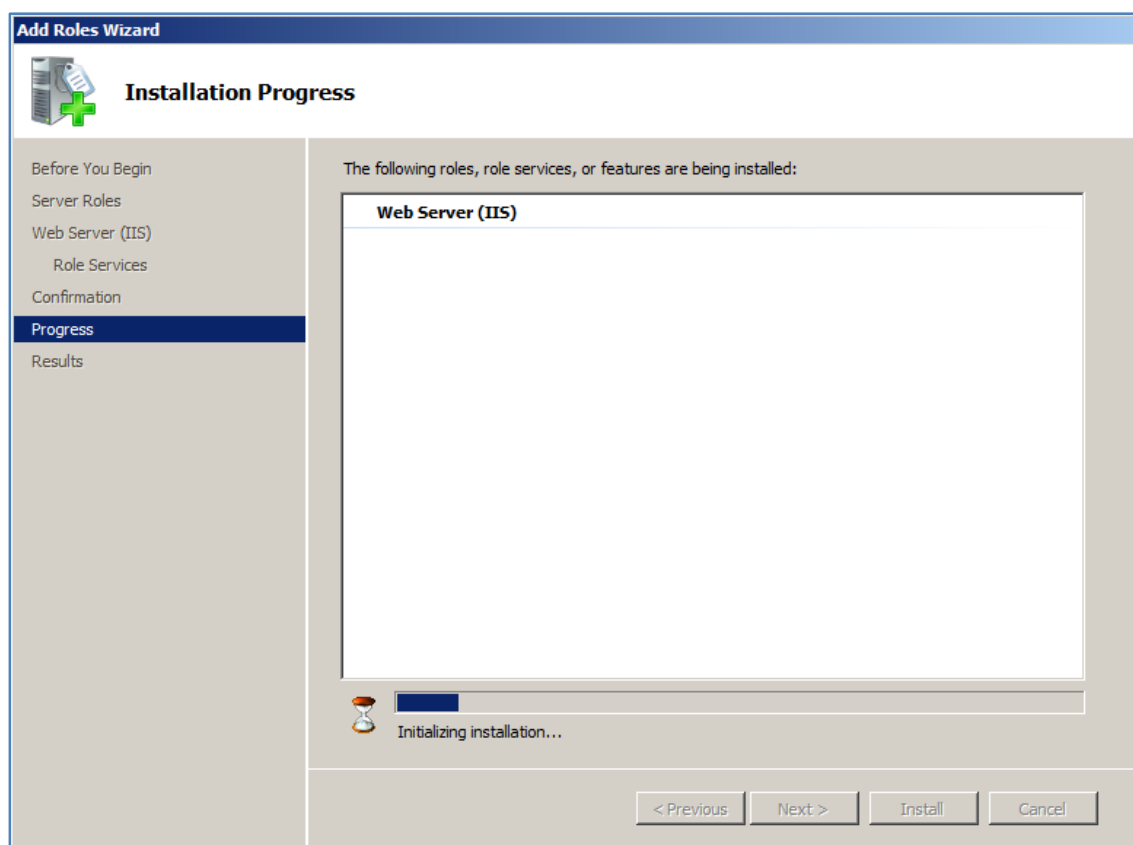 Add Roles Wizard
Installation Progress
Before You Begin
Server Roles
Web Server (IIS)
Role Services
Confirmation
Progress
Results
The following roles, role services, or features are being installed:
Web Server (IIS)
Initializing installation...
< Previous
Next >
Install
Cancel